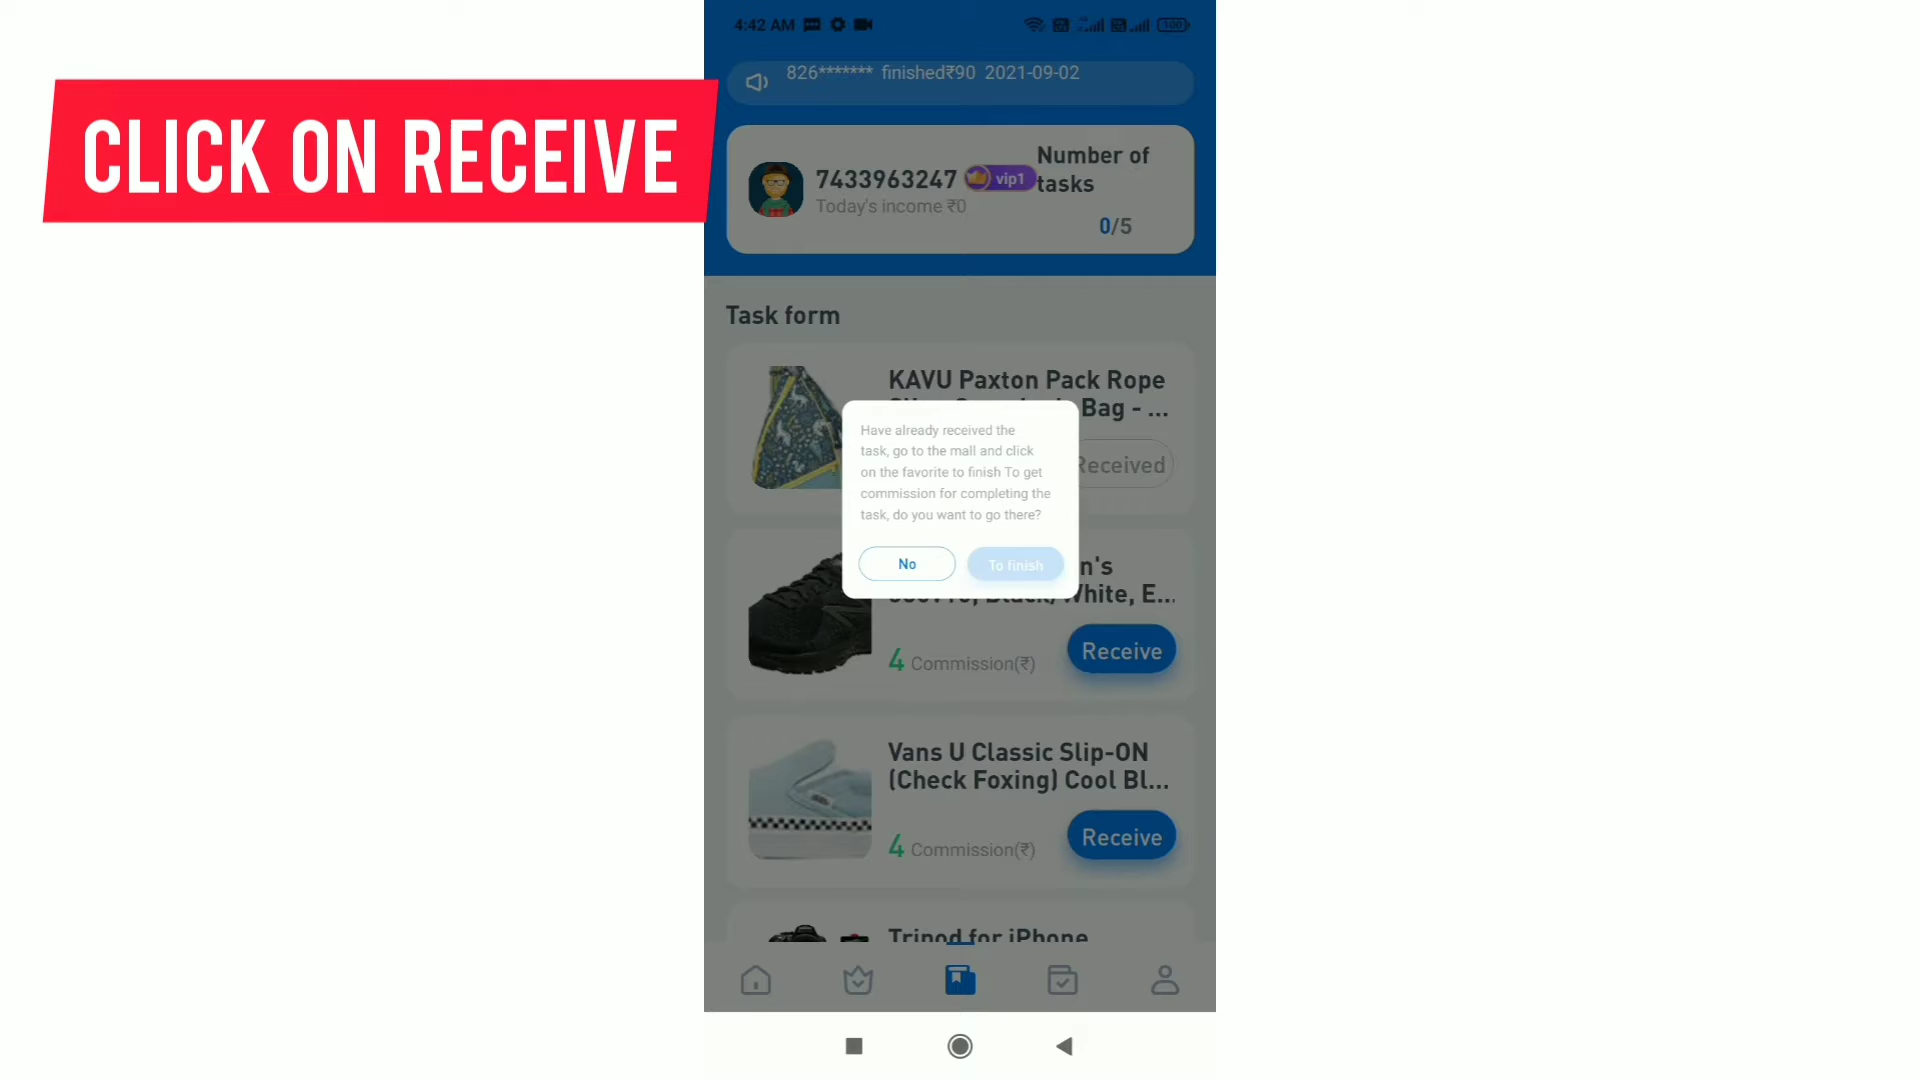 4:42 AM
100
826******* finished₹90 2021-09-02
CLICK ON RECEIVE
7433963247 vip1
Today's income ₹0
Number of
tasks
0/5
Task form
KAVU Paxton Pack Rope
Bag - ...
Received
Have already received the
task, go to the mall and click
on the favorite to finish To get
commission for completing the
task, do you want to go there?
No
To finish
n's
White, E...
4 Commission(₹)
Receive
Vans U Classic Slip-ON
(Check Foxing) Cool Bl...
4 Commission(₹)
Receive
Tripod for iPhone